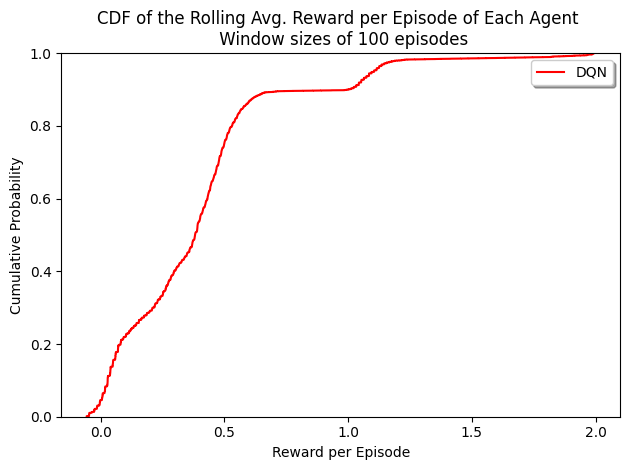 CDF of the Rolling Avg. Reward per Episode of Each Agent
Window sizes of 100 episodes
DQN
Cumulative Probability
1.0
0.8
0.6
0.4
0.2
0.0
0.0 0.5 1.0 1.5 2.0
Reward per Episode